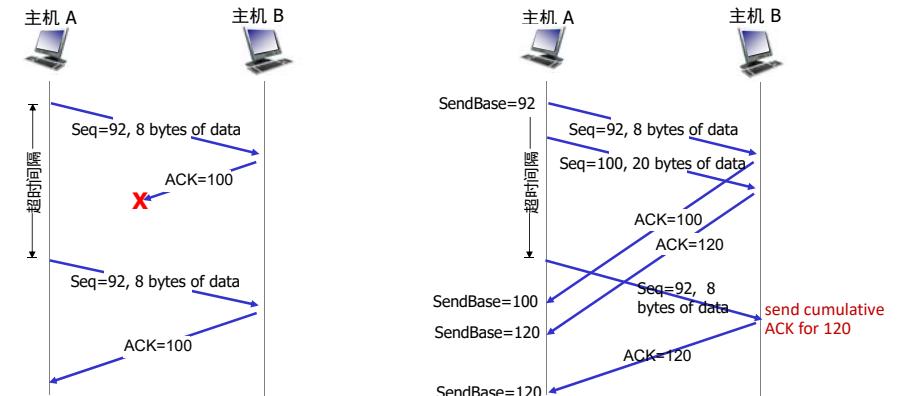 主机 A
主机 B
Seq=92, 8 bytes of data
超时间隔
ACK=100
X
Seq=92, 8 bytes of data
ACK=100
主机 A
主机 B
SendBase=92
Seq=92, 8 bytes of data
超时间隔
Seq=100, 20 bytes of data
ACK=100
ACK=120
Seq=92, 8
bytes of data
SendBase=100
SendBase=120
send cumulative
ACK for 120
ACK=120
SendBase=120